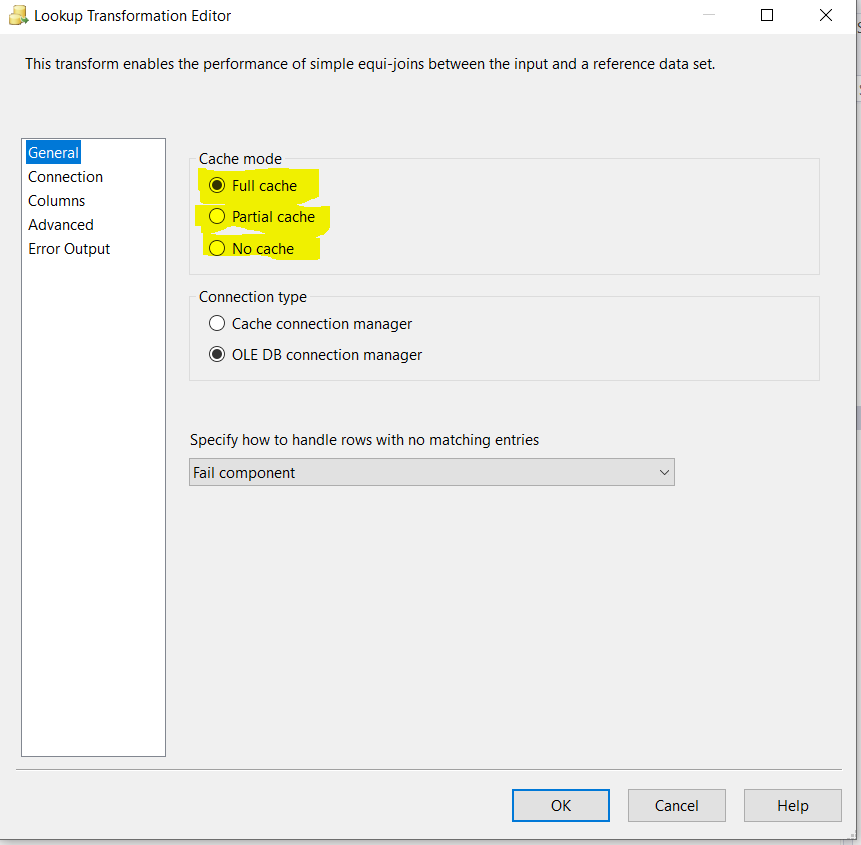 Lookup Transformation Editor
This transform enables the performance of simple equi-joins between the input and a reference data set.
General
Connection
Columns
Advanced
Error Output
Cache mode
Full cache
Partial cache
No cache
Connection type
Cache connection manager
OLE DB connection manager
Specify how to handle rows with no matching entries
Fail component
OK
Cancel
Help